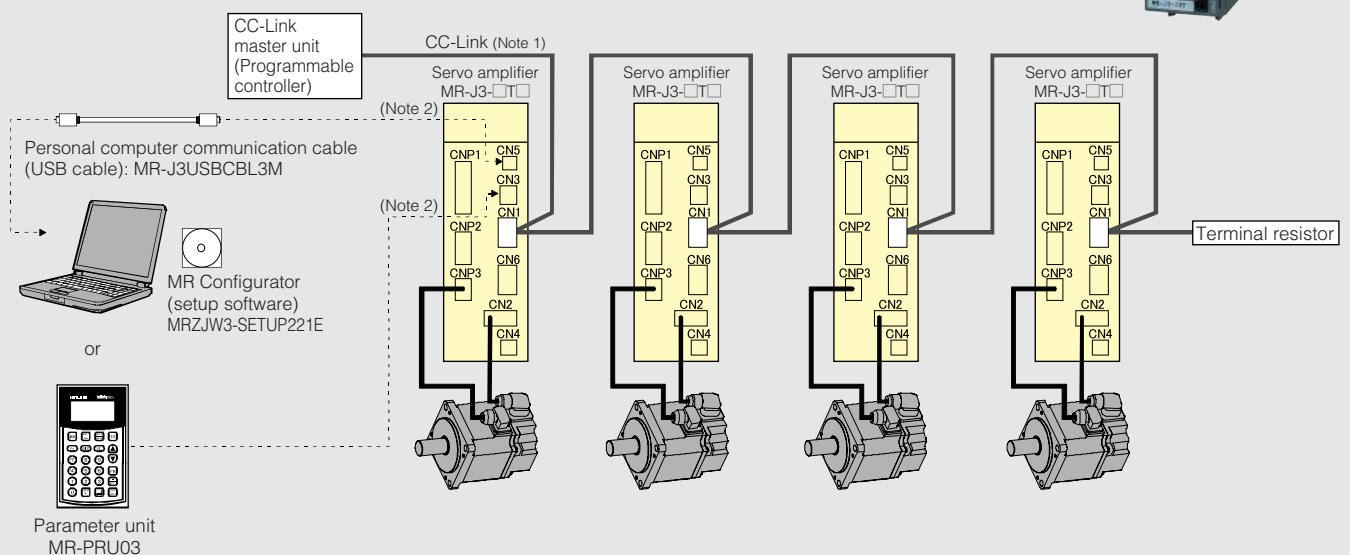 CC-Link
master unit
(Programmable
controller)
CC-Link (Note 1)
Servo amplifier
MR-J3-□T□
Servo amplifier
MR-J3-□T□
Servo amplifier
MR-J3-□T□
Servo amplifier
MR-J3-□T□
(Note 2)
Personal computer communication cable
(USB cable): MR-J3USBCBL3M
(Note 2)
MR Configurator
(setup software)
MRZJW3-SETUP221E
or
Parameter unit
MR-PRU03
CNP1
CN5
CN3
CN1
CNP2
CN6
CNP3
CN2
CN4
CNP1
CN5
CN3
CN1
CNP2
CN6
CNP3
CN2
CN4
CNP1
CN5
CN3
CN1
CNP2
CN6
CNP3
CN2
CN4
CNP1
CN5
CN3
CN1
CNP2
CN6
CNP3
CN2
CN4
Terminal resistor